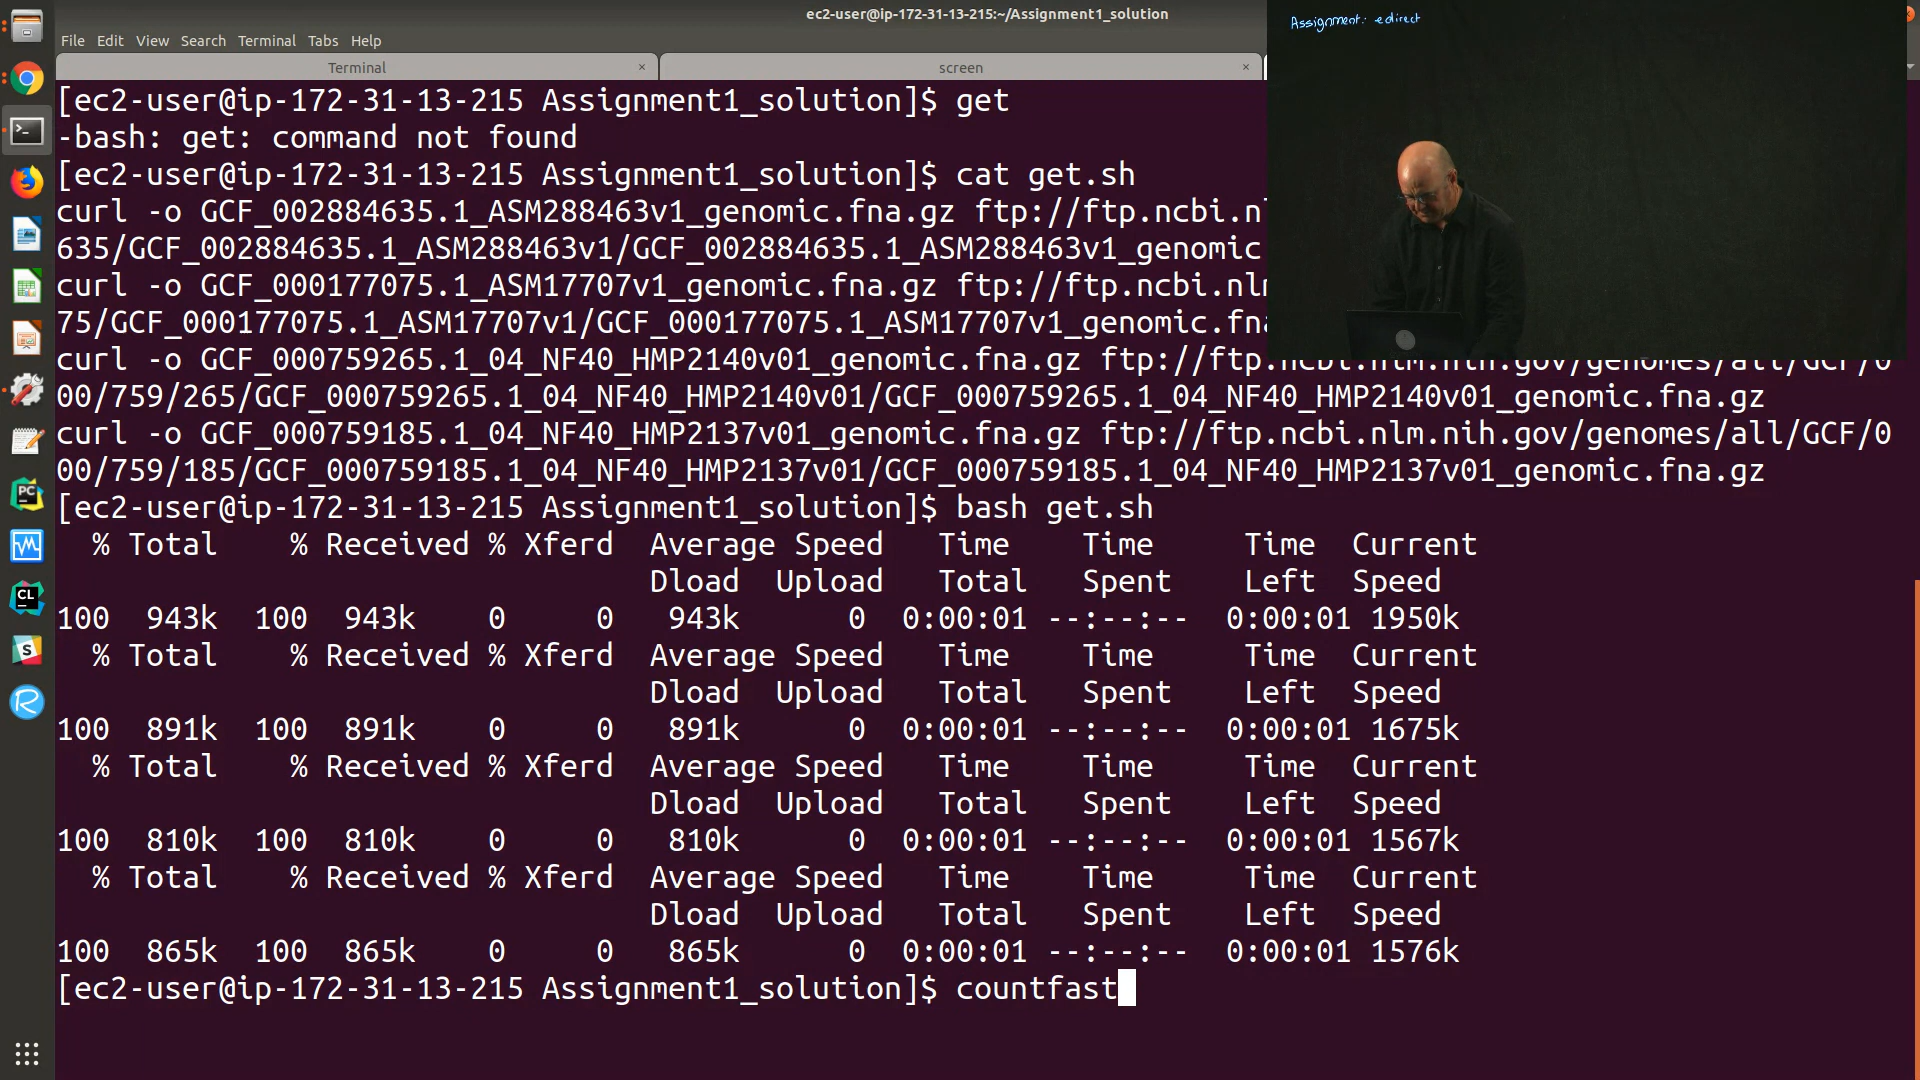 ec2-user@ip-172-31-13-215:~/Assignment1_solution
File Edit View Search Terminal Tabs Help
Terminal × screen ×
Assignment: edirect
[ec2-user@ip-172-31-13-215 Assignment1_solution]$ get
-bash: get: command not found
[ec2-user@ip-172-31-13-215 Assignment1_solution]$ cat get.sh
curl -o GCF_002884635.1_ASM288463v1_genomic.fna.gz ftp://ftp.ncbi.nl
635/GCF_002884635.1_ASM288463v1/GCF_002884635.1_ASM288463v1_genomic
curl -o GCF_000177075.1_ASM17707v1_genomic.fna.gz ftp://ftp.ncbi.nlm
75/GCF_000177075.1_ASM17707v1/GCF_000177075.1_ASM17707v1_genomic.fna
curl -o GCF_000759265.1_04_NF40_HMP2140v01_genomic.fna.gz ftp://ftp.ncbi.nlm.nih.gov/genomes/all/GCF/0
00/759/265/GCF_000759265.1_04_NF40_HMP2140v01/GCF_000759265.1_04_NF40_HMP2140v01_genomic.fna.gz
curl -o GCF_000759185.1_04_NF40_HMP2137v01_genomic.fna.gz ftp://ftp.ncbi.nlm.nih.gov/genomes/all/GCF/0
00/759/185/GCF_000759185.1_04_NF40_HMP2137v01/GCF_000759185.1_04_NF40_HMP2137v01_genomic.fna.gz
[ec2-user@ip-172-31-13-215 Assignment1_solution]$ bash get.sh
% Total % Received % Xferd Average Speed Time Time Time Current
Dload Upload Total Spent Left Speed
100 943k 100 943k 0 0 943k 0 0:00:01 --:--:-- 0:00:01 1950k
% Total % Received % Xferd Average Speed Time Time Time Current
Dload Upload Total Spent Left Speed
100 891k 100 891k 0 0 891k 0 0:00:01 --:--:-- 0:00:01 1675k
% Total % Received % Xferd Average Speed Time Time Time Current
Dload Upload Total Spent Left Speed
100 810k 100 810k 0 0 810k 0 0:00:01 --:--:-- 0:00:01 1567k
% Total % Received % Xferd Average Speed Time Time Time Current
Dload Upload Total Spent Left Speed
100 865k 100 865k 0 0 865k 0 0:00:01 --:--:-- 0:00:01 1576k
[ec2-user@ip-172-31-13-215 Assignment1_solution]$ countfast
PC
CL
S
R